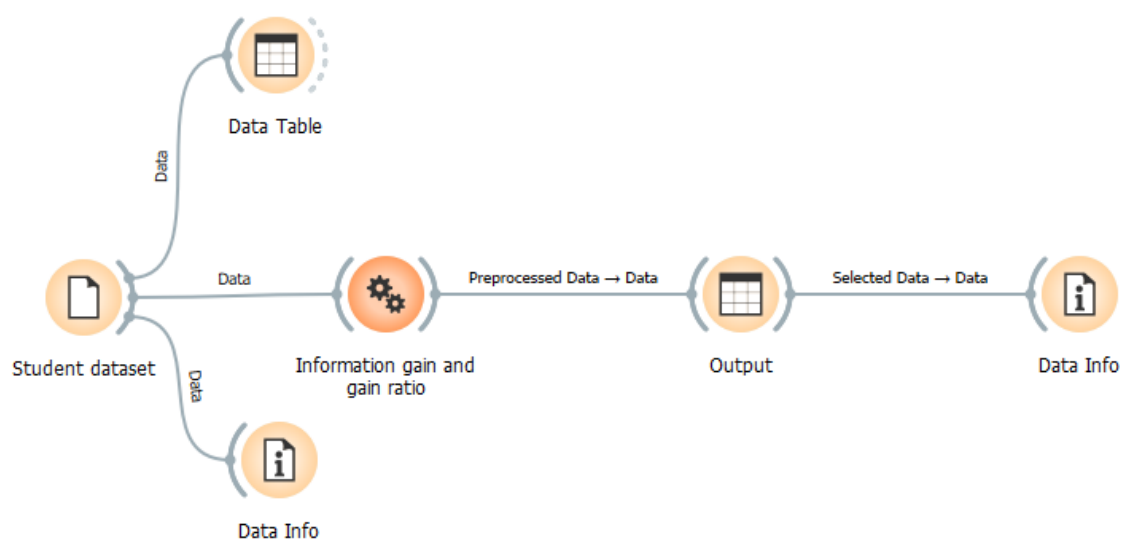 Data Table
Data
Data
Preprocessed Data → Data
Selected Data → Data
Student dataset
Information gain and
gain ratio
Output
Data Info
Data
Data Info